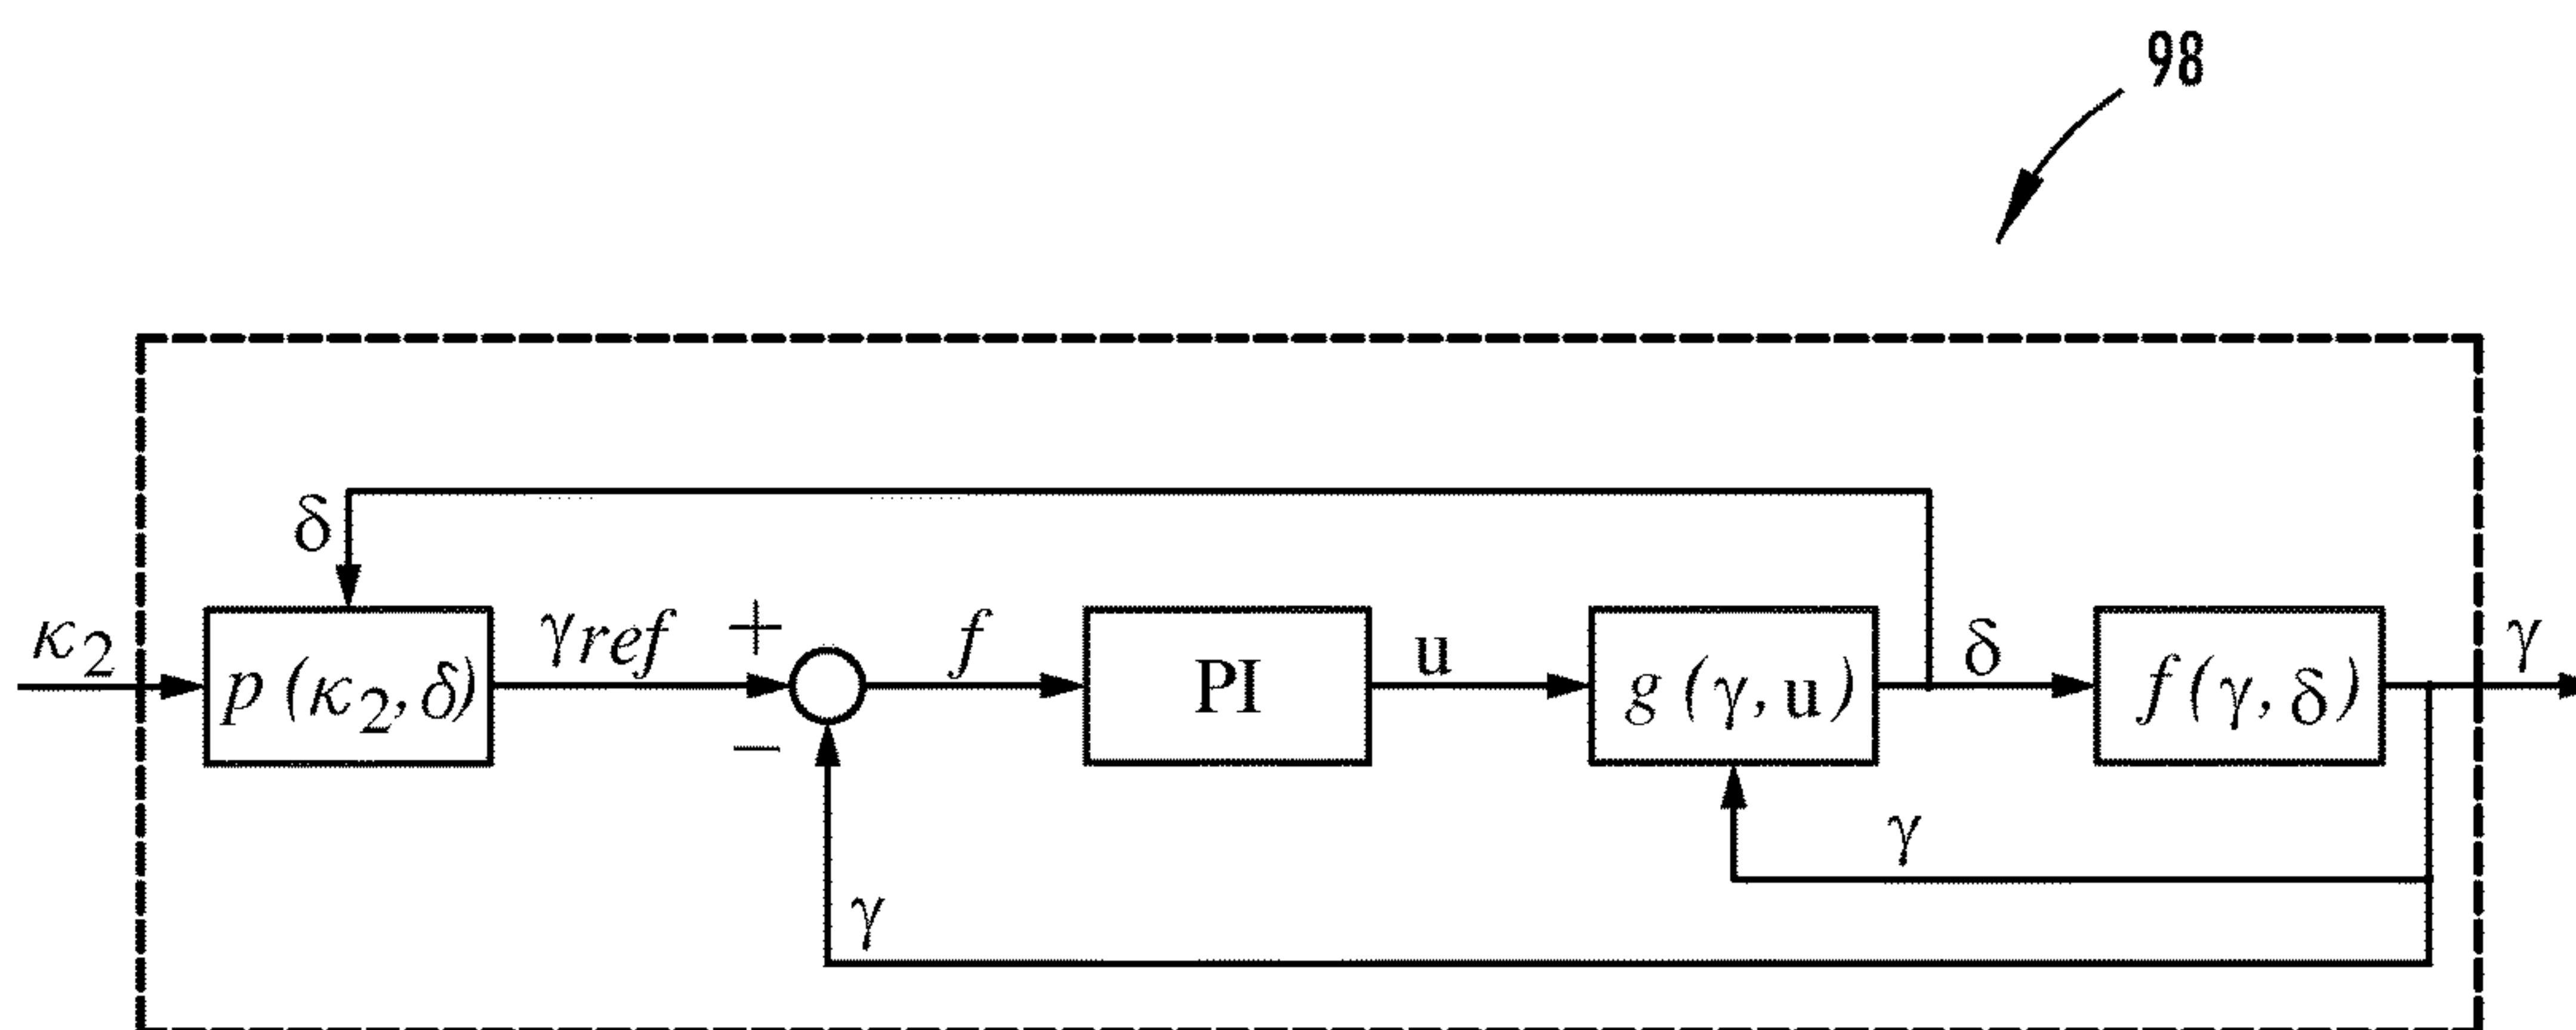 98
δ
κ2
p (κ2, δ)
γref
+
−
f
PI
u
g (γ, u)
δ
f (γ, δ)
γ
γ
γ